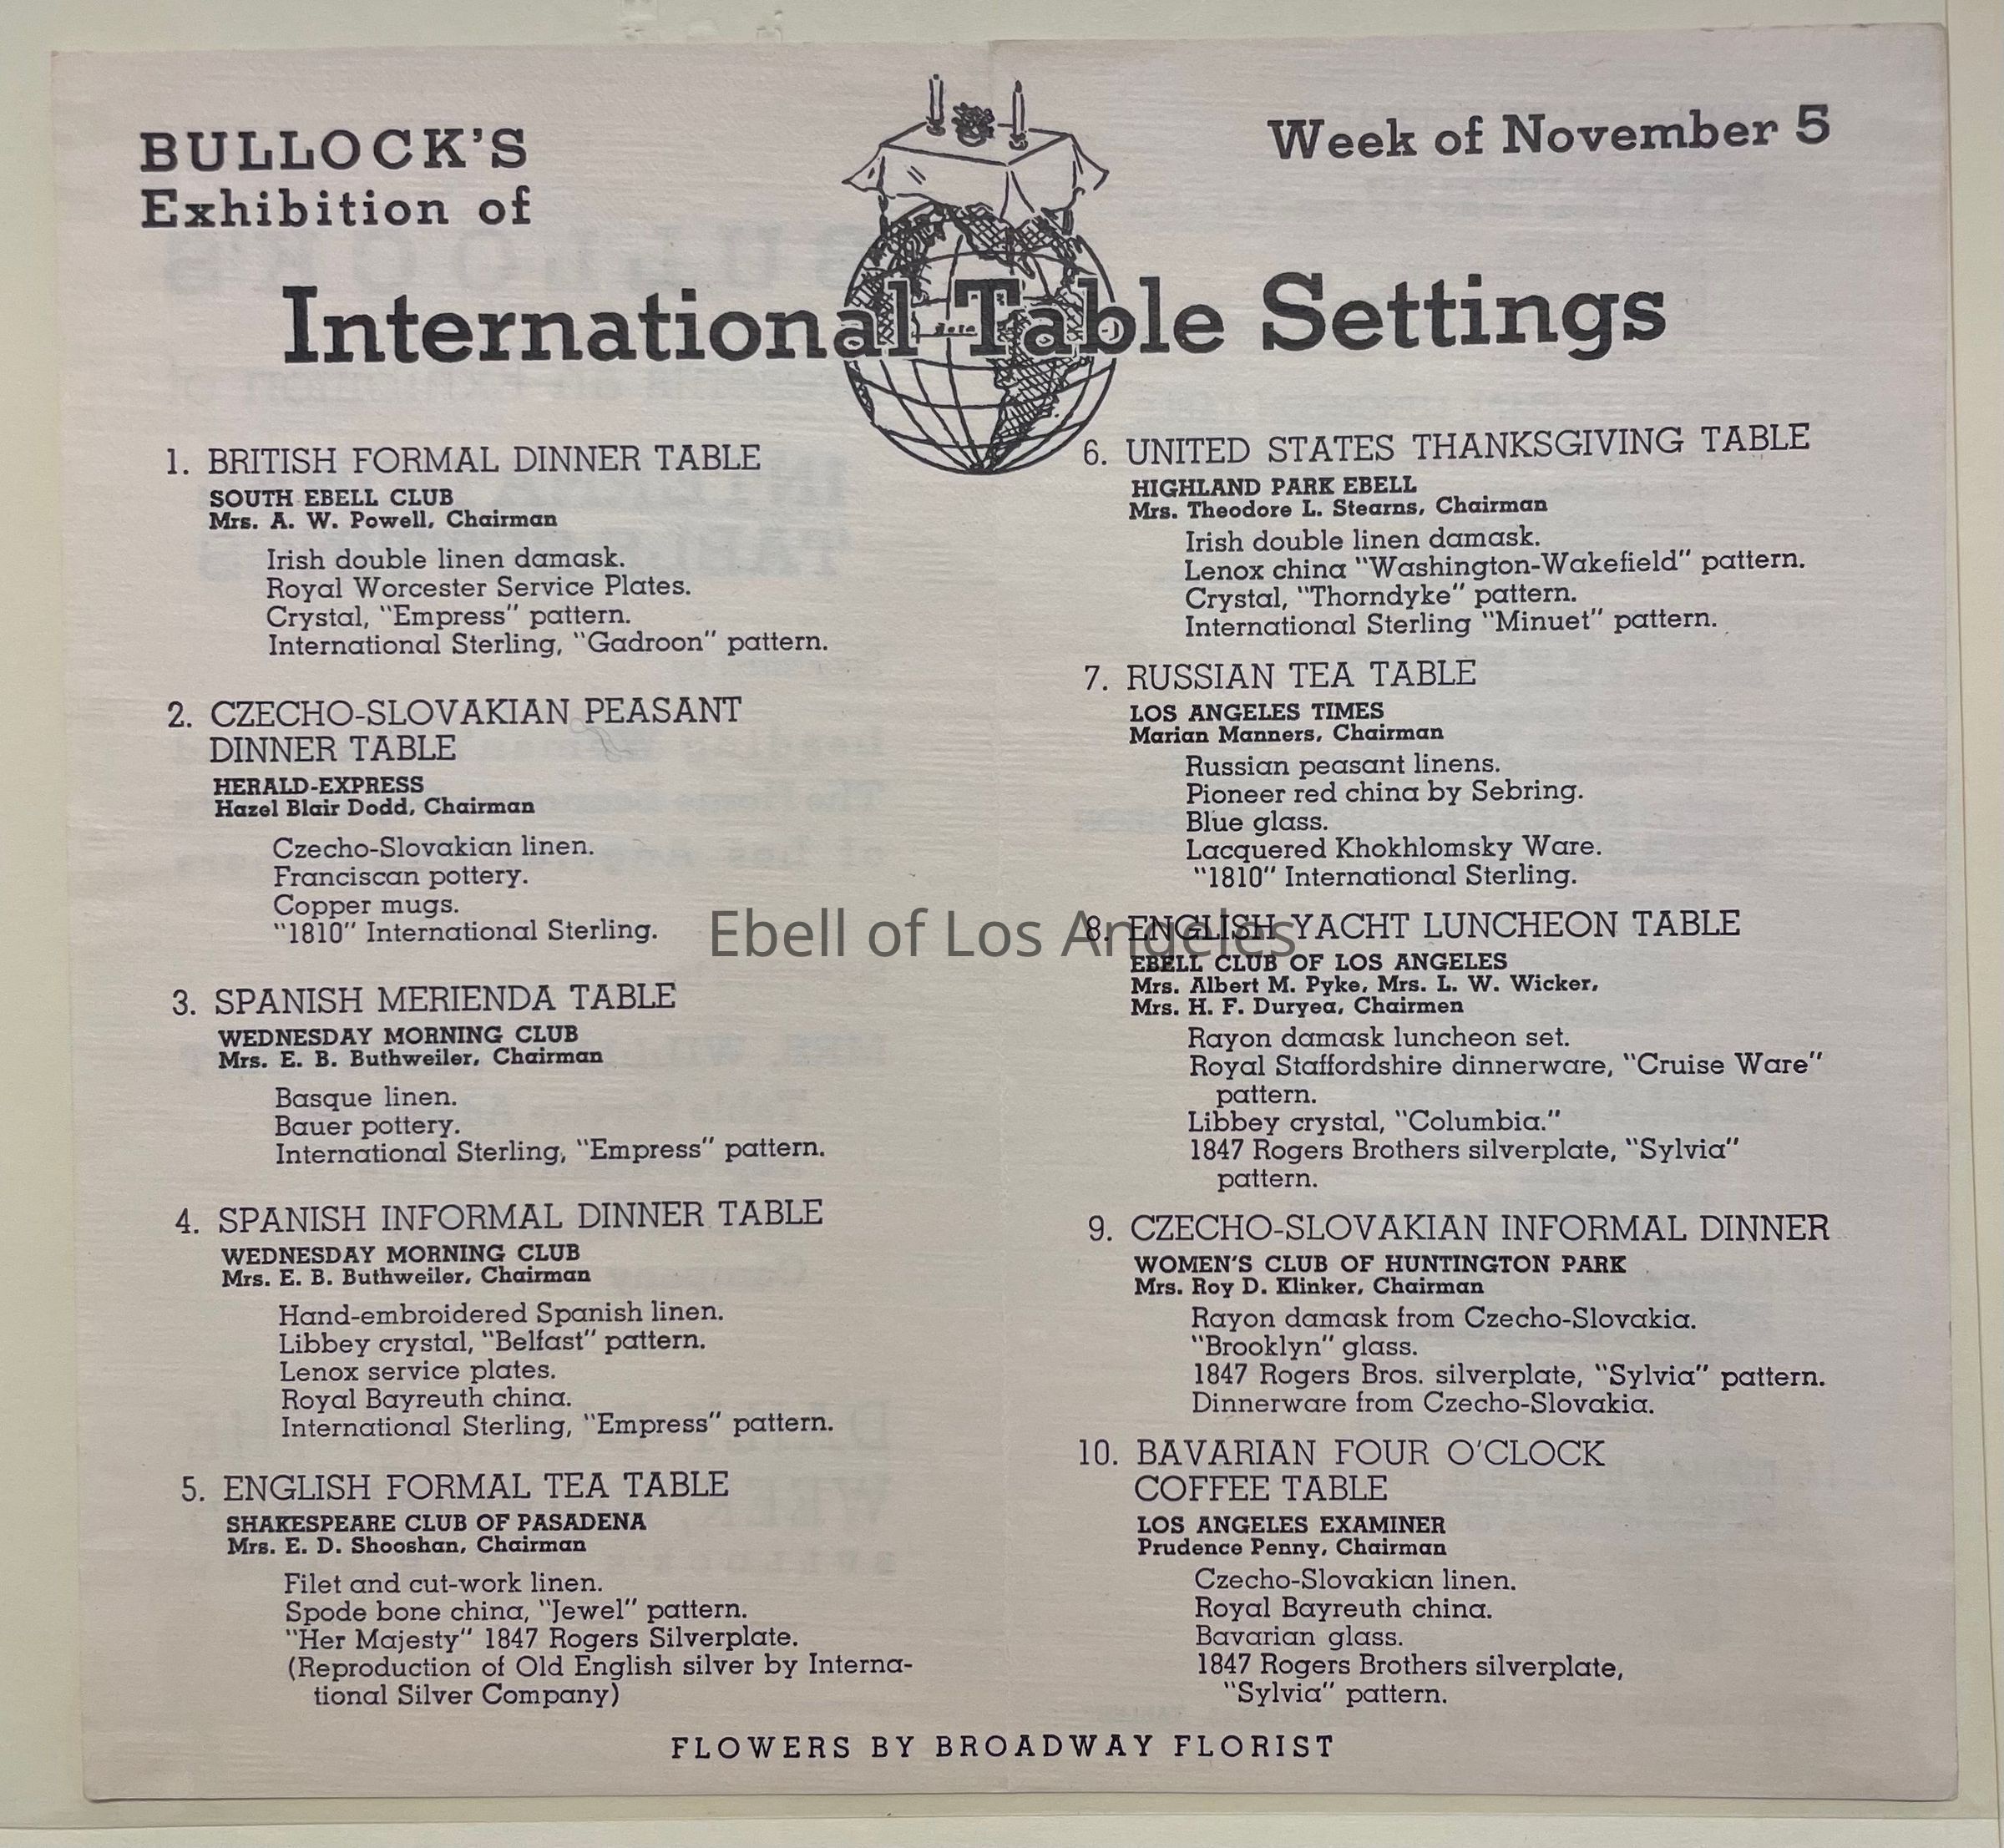 BULLOCK'S
Exhibition of
Week of November 5
International Table Settings
1. BRITISH FORMAL DINNER TABLE
SOUTH EBELL CLUB
Mrs. A. W. Powell, Chairman
Irish double linen damask.
Royal Worcester Service Plates.
Crystal, "Empress" pattern.
International Sterling, "Gadroon" pattern.
2. CZECHO-SLOVAKIAN PEASANT
DINNER TABLE
HERALD-EXPRESS
Hazel Blair Dodd, Chairman
Czecho-Slovakian linen.
Franciscan pottery.
Copper mugs.
"1810" International Sterling.
3. SPANISH MERIENDA TABLE
WEDNESDAY MORNING CLUB
Mrs. E. B. Buthweiler, Chairman
Basque linen.
Bauer pottery.
International Sterling, "Empress" pattern.
4. SPANISH INFORMAL DINNER TABLE
WEDNESDAY MORNING CLUB
Mrs. E. B. Buthweiler, Chairman
Hand-embroidered Spanish linen.
Libbey crystal, "Belfast" pattern.
Lenox service plates.
Royal Bayreuth china.
International Sterling, "Empress" pattern.
5. ENGLISH FORMAL TEA TABLE
SHAKESPEARE CLUB OF PASADENA
Mrs. E. D. Shooshan, Chairman
Filet and cut-work linen.
Spode bone china, "Jewel" pattern.
"Her Majesty" 1847 Rogers Silverplate.
(Reproduction of Old English silver by Interna-
tional Silver Company)
6. UNITED STATES THANKSGIVING TABLE
HIGHLAND PARK EBELL
Mrs. Theodore L. Stearns, Chairman
Irish double linen damask.
Lenox china "Washington-Wakefield" pattern.
Crystal, "Thorndyke" pattern.
International Sterling "Minuet" pattern.
7. RUSSIAN TEA TABLE
LOS ANGELES TIMES
Marian Manners, Chairman
Russian peasant linens.
Pioneer red china by Sebring.
Blue glass.
Lacquered Khokhlomsky Ware.
"1810" International Sterling.
8. ENGLISH YACHT LUNCHEON TABLE
EBELL CLUB OF LOS ANGELES
Mrs. Albert M. Pyke, Mrs. L. W. Wicker,
Mrs. H. F. Duryea, Chairmen
Rayon damask luncheon set.
Royal Staffordshire dinnerware, "Cruise Ware"
pattern.
Libbey crystal, "Columbia."
1847 Rogers Brothers silverplate, "Sylvia"
pattern.
9. CZECHO-SLOVAKIAN INFORMAL DINNER
WOMEN'S CLUB OF HUNTINGTON PARK
Mrs. Roy D. Klinker, Chairman
Rayon damask from Czecho-Slovakia.
"Brooklyn" glass.
1847 Rogers Bros. silverplate, "Sylvia" pattern.
Dinnerware from Czecho-Slovakia.
10. BAVARIAN FOUR O'CLOCK
COFFEE TABLE
LOS ANGELES EXAMINER
Prudence Penny, Chairman
Czecho-Slovakian linen.
Royal Bayreuth china.
Bavarian glass.
1847 Rogers Brothers silverplate,
"Sylvia" pattern.
FLOWERS BY BROADWAY FLORIST
Ebell of Los Angeles